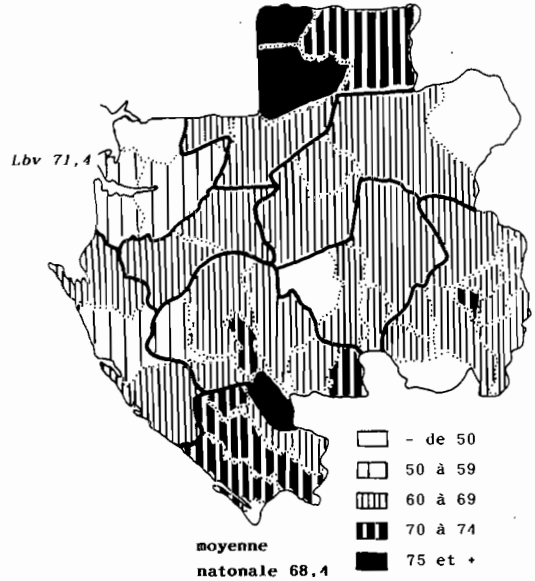 Lbv 71,4
- de 50
50 à 59
60 à 69
70 à 74
75 et +
moyenne
natonale 68,4